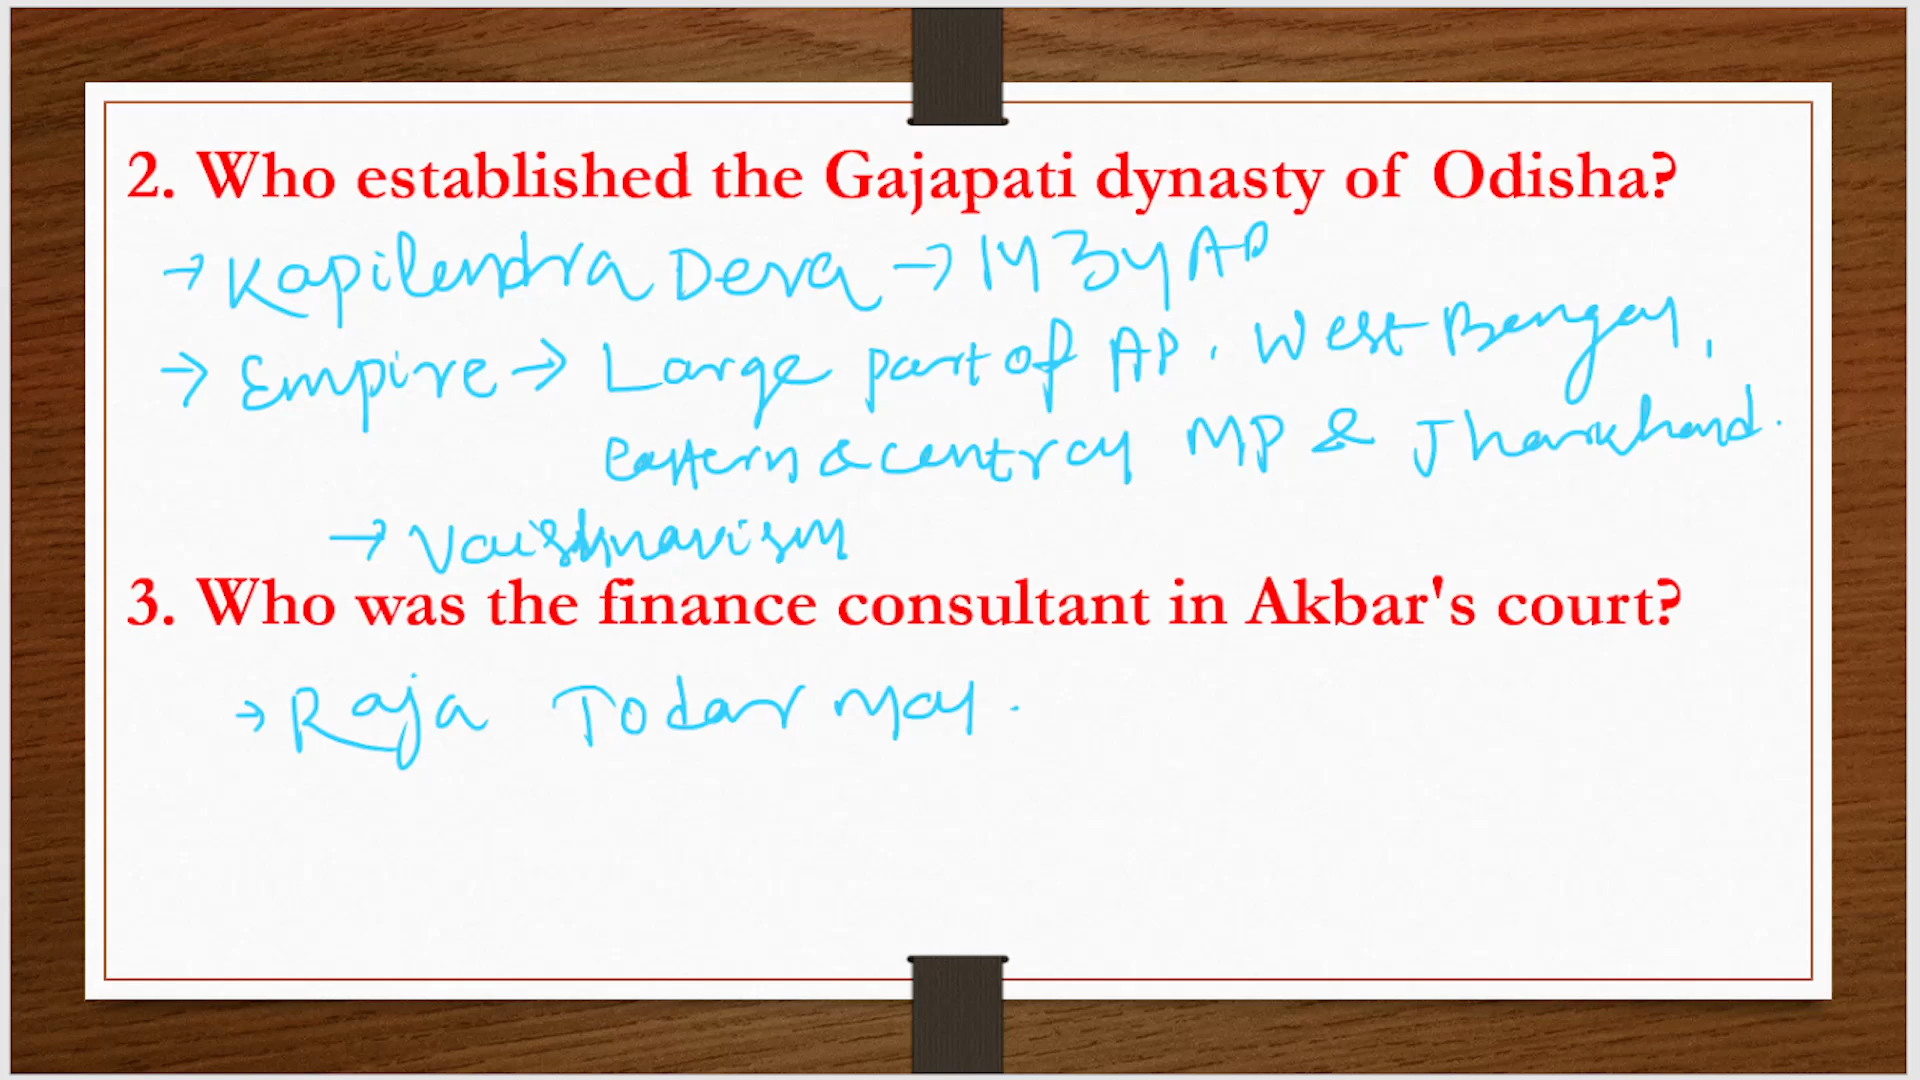 2. Who established the Gajapati dynasty of Odisha?
→ Kapilendra Deva → 1434 AD
→ Empire → Large part of AP, West Bengal,
Eastern & central MP & Jharkhand.
→ Vaishnavism
3. Who was the finance consultant in Akbar's court?
→ Raja Todar mal.